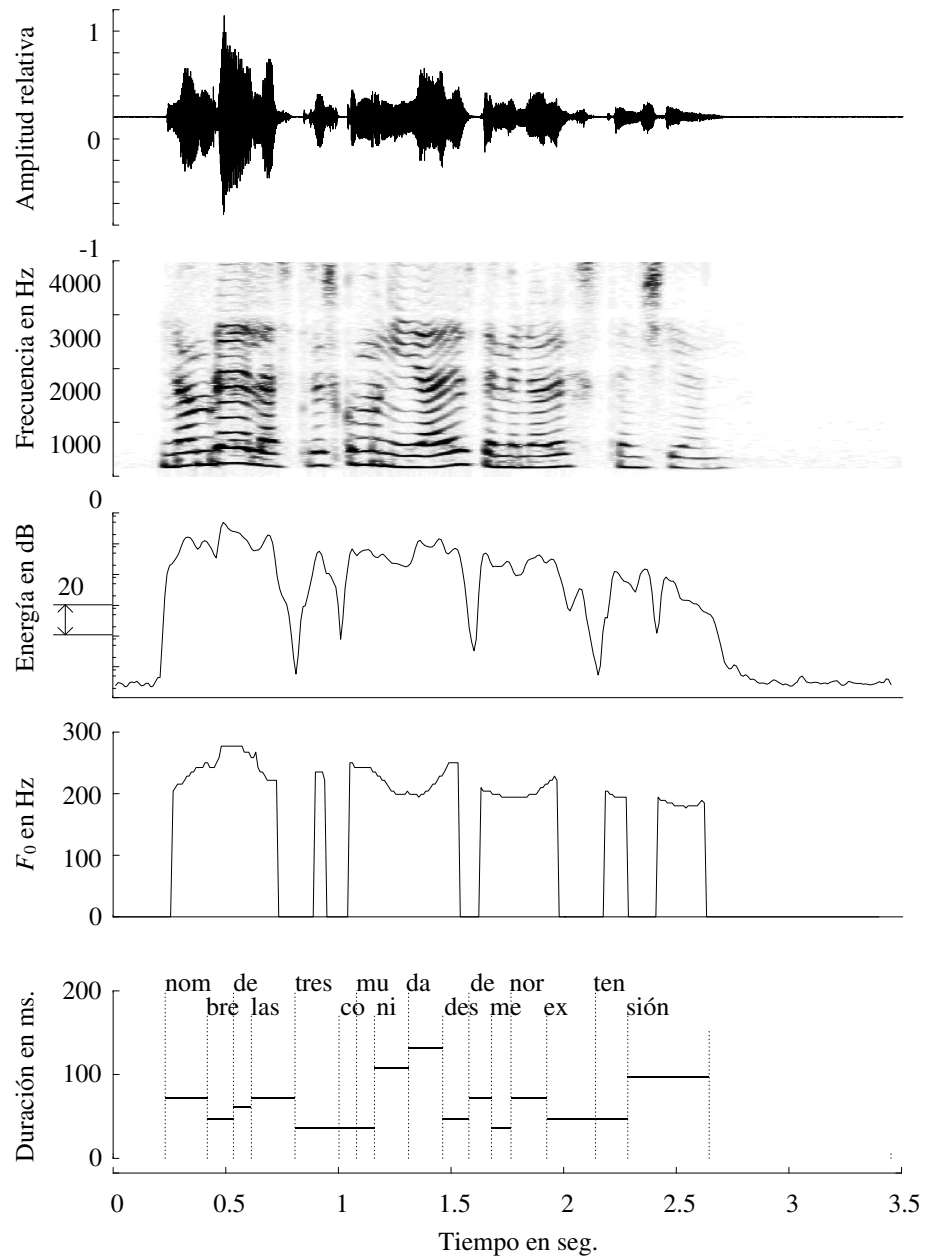 1
Amplitud relativa
0
-1
4000
Frecuencia en Hz
3000
2000
1000
0
Energía en dB
20
300
F0 en Hz
200
100
0
nom de tres mu da de nor ten
bre las co ni des me ex sión
200
Duración en ms.
100
0
0 0.5 1 1.5 2 2.5 3 3.5
Tiempo en seg.